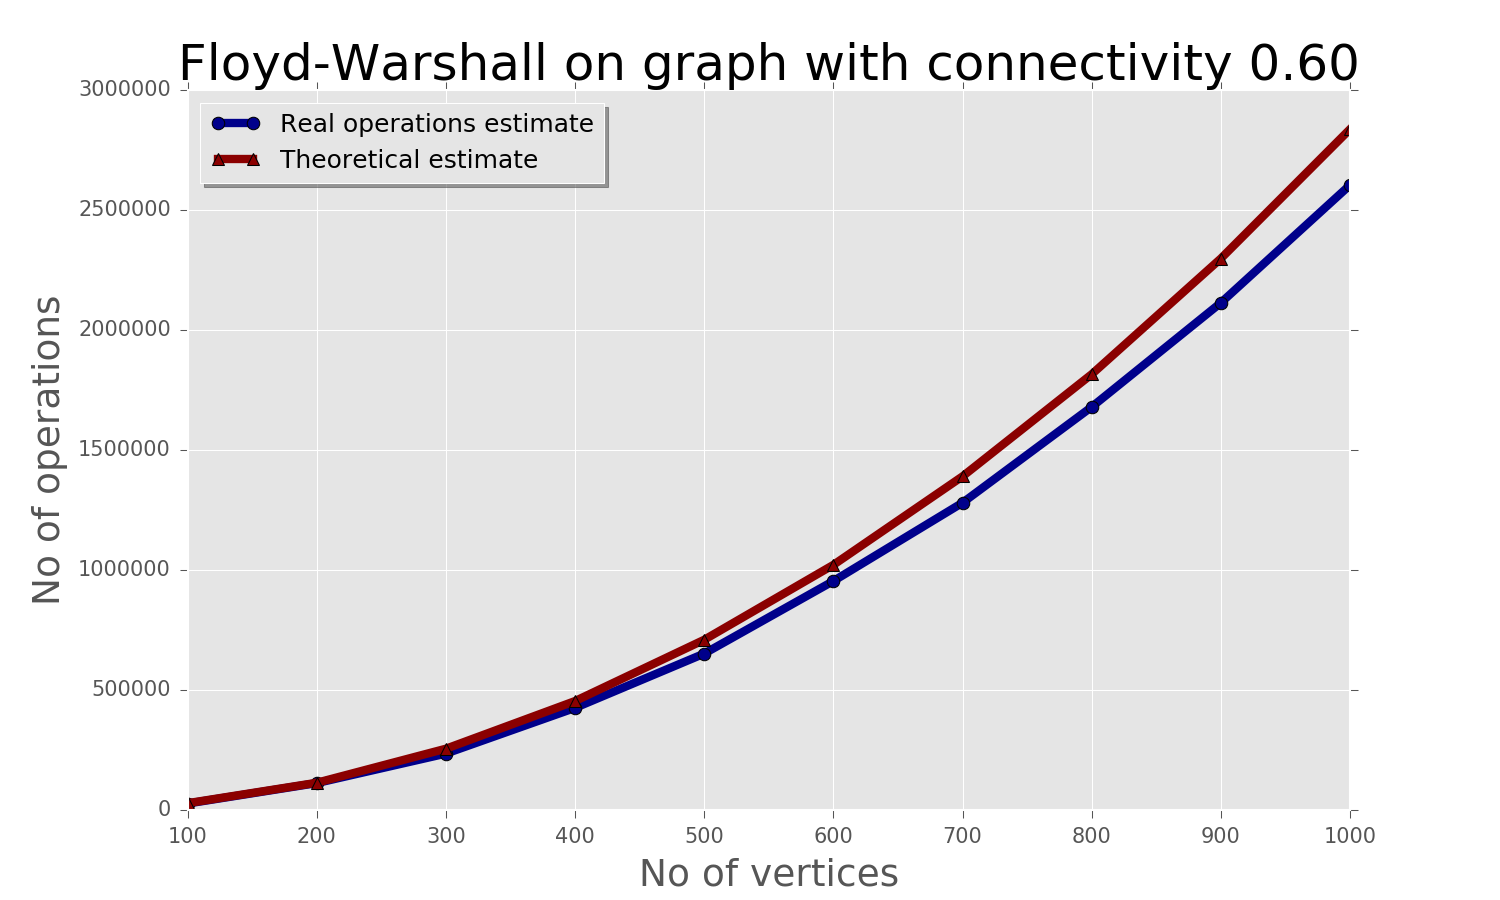 Floyd-Warshall on graph with connectivity 0.60
3000000
2500000
2000000
1500000
1000000
500000
0
Real operations estimate
Theoretical estimate
No of operations
100 200 300 400 500 600 700 800 900 1000
No of vertices